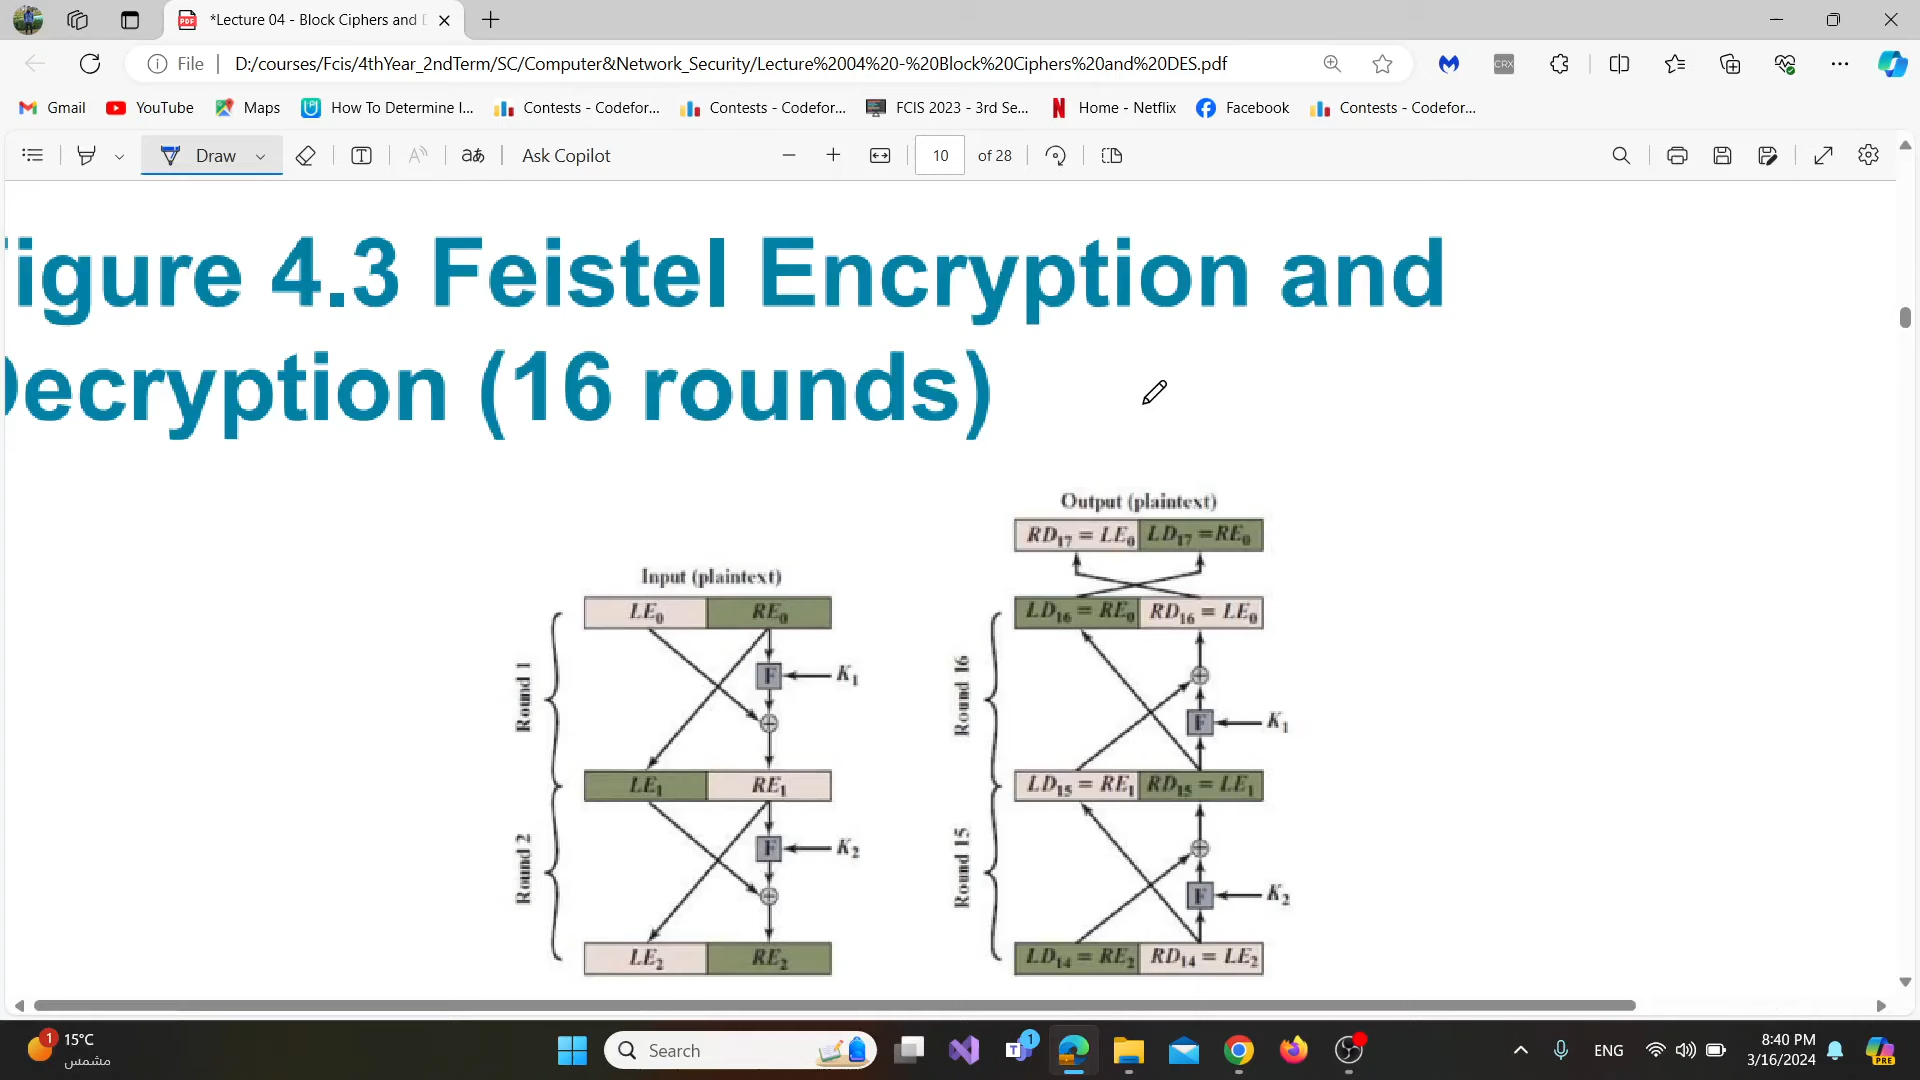 *Lecture 04 - Block Ciphers and D
File
D:/courses/Fcis/4thYear_2ndTerm/SC/Computer&Network_Security/Lecture%2004%20-%20Block%20Ciphers%20and%20DES.pdf
CRX
Gmail
YouTube
Maps
How To Determine I...
Contests - Codefor...
Contests - Codefor...
FCIS 2023 - 3rd Se...
Home - Netflix
Facebook
Contests - Codefor...
Draw
Ask Copilot
10 of 28
igure 4.3 Feistel Encryption and
ecryption (16 rounds)
Input (plaintext)
LE₀ RE₀
Round 1
F K₁
LE₁ RE₁
Round 2
F K₂
LE₂ RE₂
Output (plaintext)
RD₁₇ = LE₀ LD₁₇ =RE₀
LD₁₆ = RE₀ RD₁₆ = LE₀
Round 16
F K₁
LD₁₅ = RE₁ RD₁₅ = LE₁
Round 15
F K₂
LD₁₄ = RE₂ RD₁₄ = LE₂
1
15°C
مشمس
Search
1
ENG
8:40 PM
3/16/2024
PRE